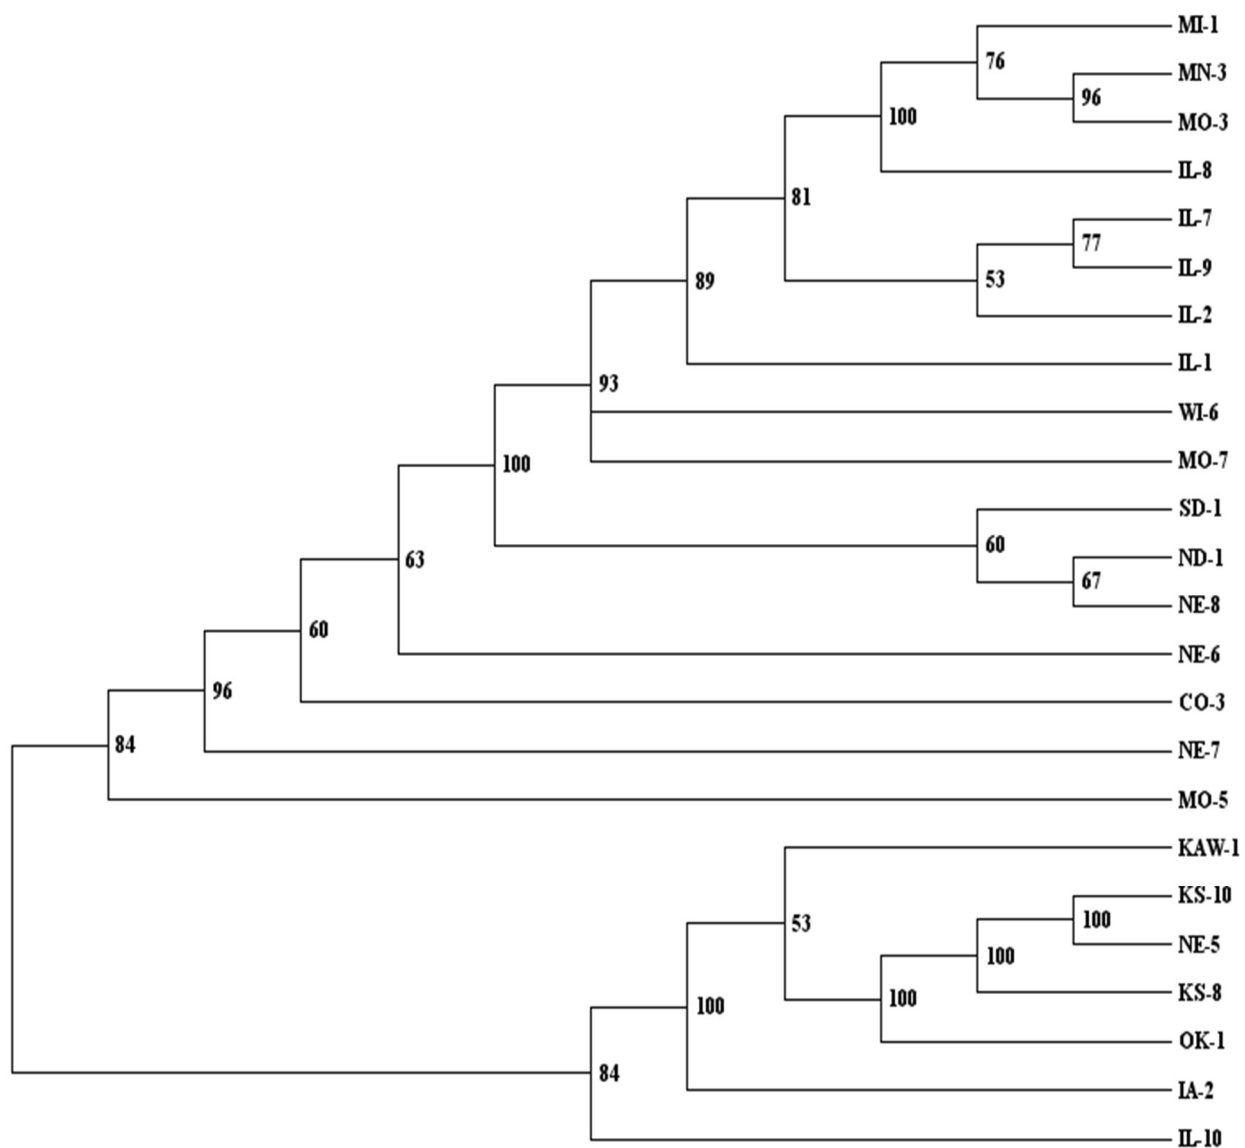 MI-1
76
MN-3
96
MO-3
100
IL-8
81
IL-7
77
IL-9
53
IL-2
89
IL-1
93
WI-6
MO-7
100
SD-1
60
ND-1
67
NE-8
63
NE-6
60
CO-3
96
NE-7
84
MO-5
KAW-1
53
KS-10
100
NE-5
100
KS-8
100
100
OK-1
84
IA-2
IL-10